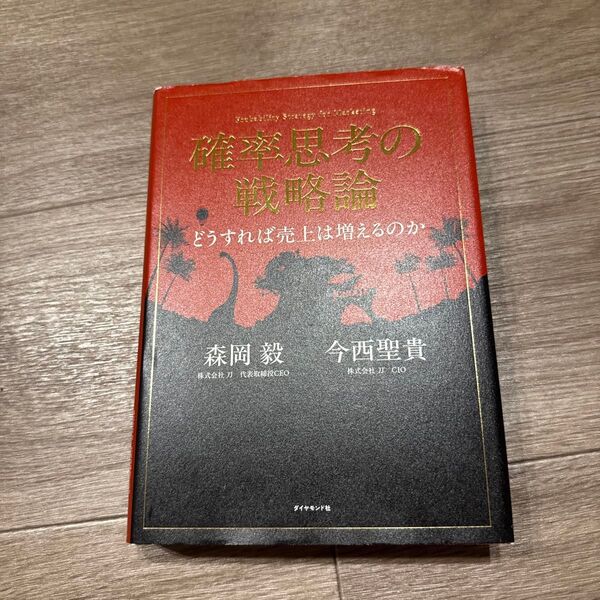 Probability Strategy for Marketing
確率思考の
戦略論
どうすれば売上は増えるのか
森岡 毅
株式会社 刀 代表取締役CEO
今西聖貴
株式会社 刀 CIO
ダイヤモンド社